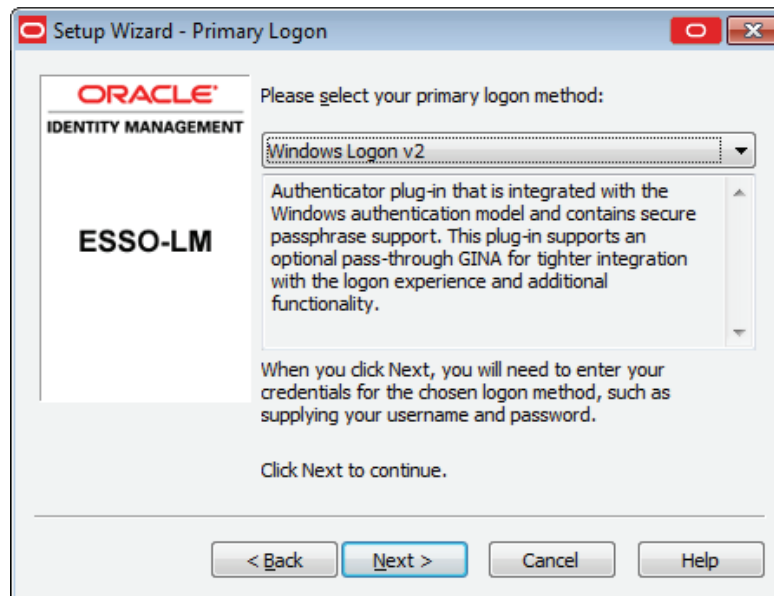 Setup Wizard - Primary Logon
ORACLE
IDENTITY MANAGEMENT
ESSO-LM
Please select your primary logon method:
Windows Logon v2
Authenticator plug-in that is integrated with the
Windows authentication model and contains secure
passphrase support. This plug-in supports an
optional pass-through GINA for tighter integration
with the logon experience and additional
functionality.
When you click Next, you will need to enter your
credentials for the chosen logon method, such as
supplying your username and password.
Click Next to continue.
< Back
Next >
Cancel
Help